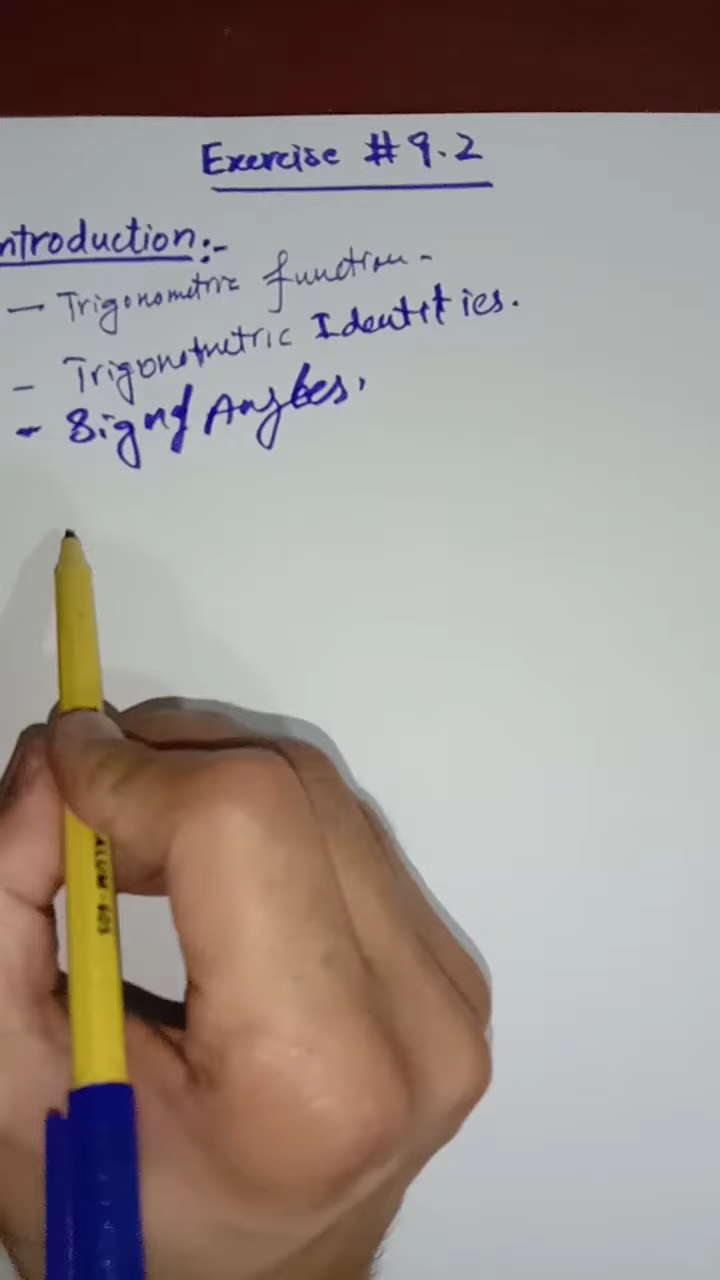 Exercise # 9.2
ntroduction:-
- Trigonometric function -
- Trigonometric Identities.
- Sign of Angles,